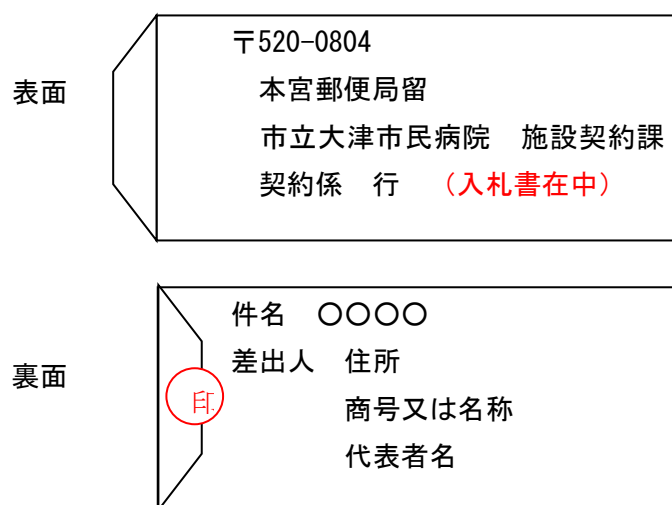 表面
〒520-0804
本宮郵便局留
市立大津市民病院　施設契約課
契約係　行　（入札書在中）
裏面
件名　〇〇〇〇
差出人　住所
商号又は名称
代表者名
印